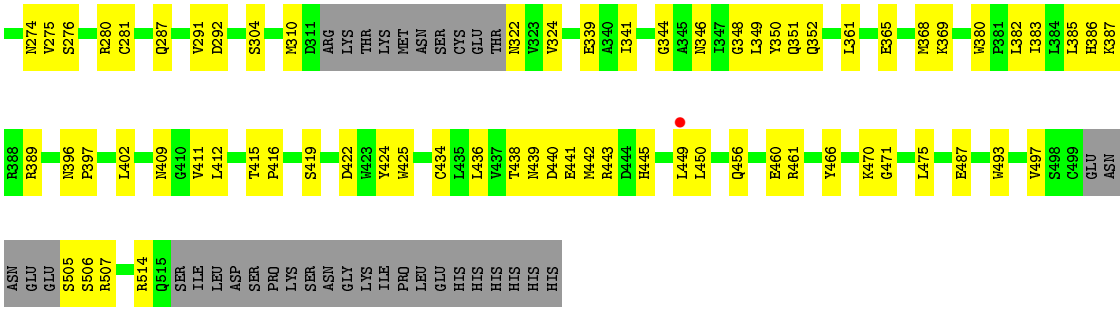 N274 V275 S276 R280 C281 Q287 V291 D292 S304 M310 D311 ARG LYS THR LYS MET ASN SER CYS GLU THR N322 V323 V324 E339 A340 I341 G344 A345 N346 I347 G348 L349 Y350 Q351 Q352 L361 E365 M368 K369 W380 P381 L382 I383 L384 L385 H386 K387
R388 R389 N396 P397 L402 N409 G410 V411 L412 T415 P416 S419 D422 W423 Y424 W425 C434 L435 L436 V437 T438 N439 D440 E441 M442 R443 D444 H445 L449 L450 Q456 E460 R461 Y466 K470 G471 L475 E487 W493 V497 S498 C499 GLU ASN
ASN GLU GLU S505 S506 R507 R514 Q515 SER ILE LEU ASP SER PRO LYS SER ASN GLY LYS ILE PRO LEU GLU HIS HIS HIS HIS HIS HIS